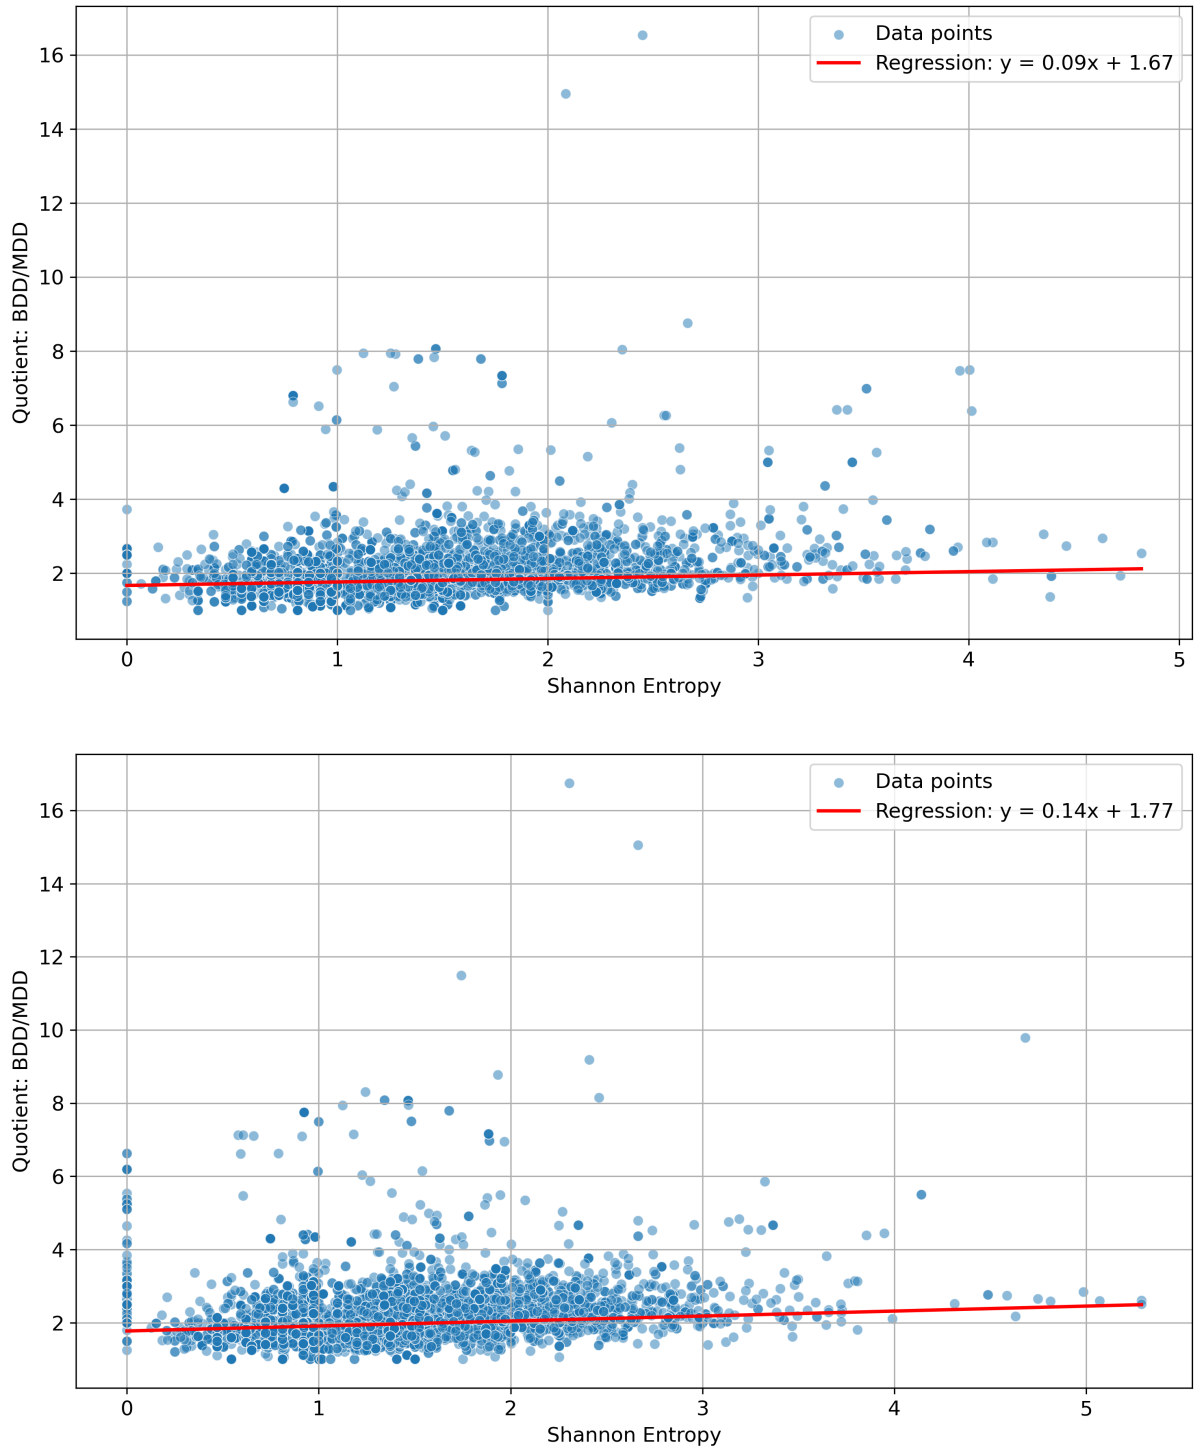 Data points
Regression: y = 0.09x + 1.67
16
14
12
10
8
6
4
2
Quotient: BDD/MDD
0 1 2 3 4 5
Shannon Entropy
Data points
Regression: y = 0.14x + 1.77
16
14
12
10
8
6
4
2
Quotient: BDD/MDD
0 1 2 3 4 5
Shannon Entropy